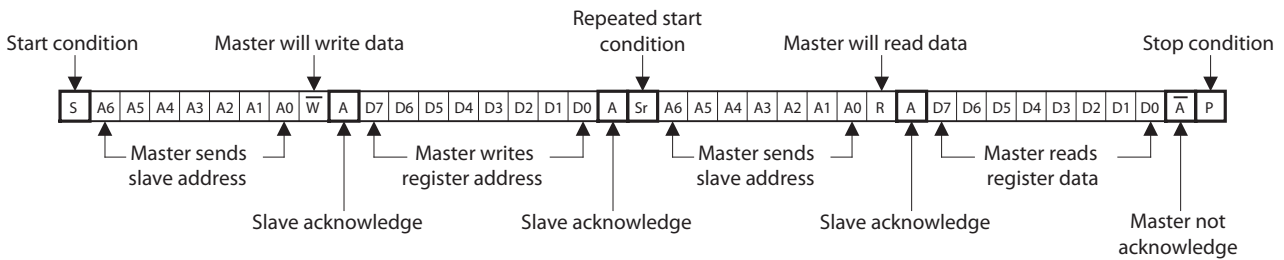 Repeated start
Start condition Master will write data condition Master will read data Stop condition
S A6 A5 A4 A3 A2 A1 A0 W̅ A D7 D6 D5 D4 D3 D2 D1 D0 A Sr A6 A5 A4 A3 A2 A1 A0 R A D7 D6 D5 D4 D3 D2 D1 D0 A̅ P
Master sends Master writes Master sends Master reads
slave address register address slave address register data
Slave acknowledge Slave acknowledge Slave acknowledge Master not
acknowledge